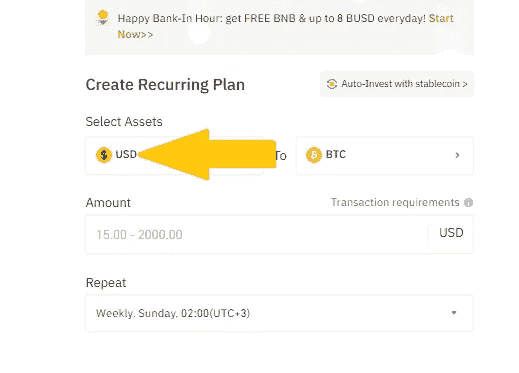 Happy Bank-In Hour: get FREE BNB & up to 8 BUSD everyday! Start
Now>>
Create Recurring Plan
Auto-Invest with stablecoin >
Select Assets
USD
To
BTC
Amount
Transaction requirements
15.00 - 2000.00
USD
Repeat
Weekly, Sunday, 02:00(UTC+3)